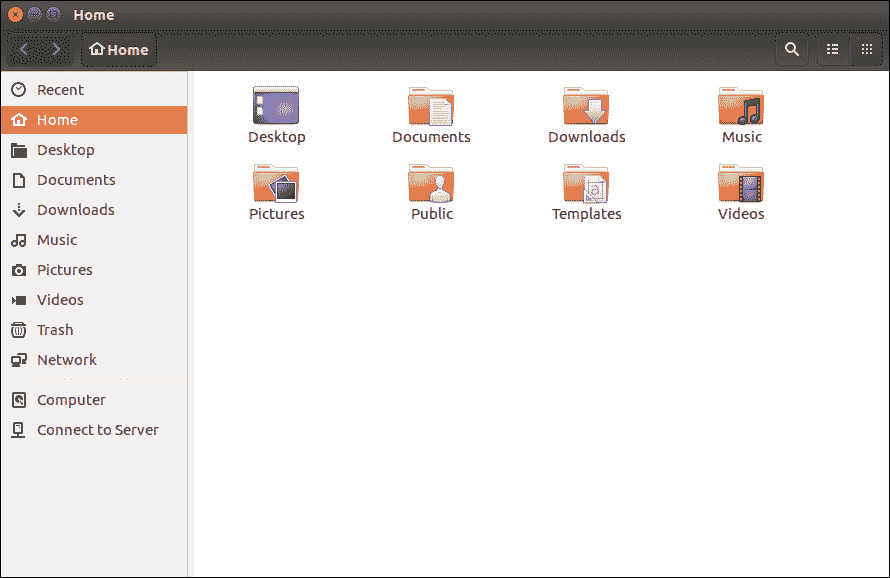 Home
Home
Recent
Home
Desktop
Documents
Downloads
Music
Pictures
Videos
Trash
Network
Computer
Connect to Server
Desktop
Documents
Downloads
Music
Pictures
Public
Templates
Videos